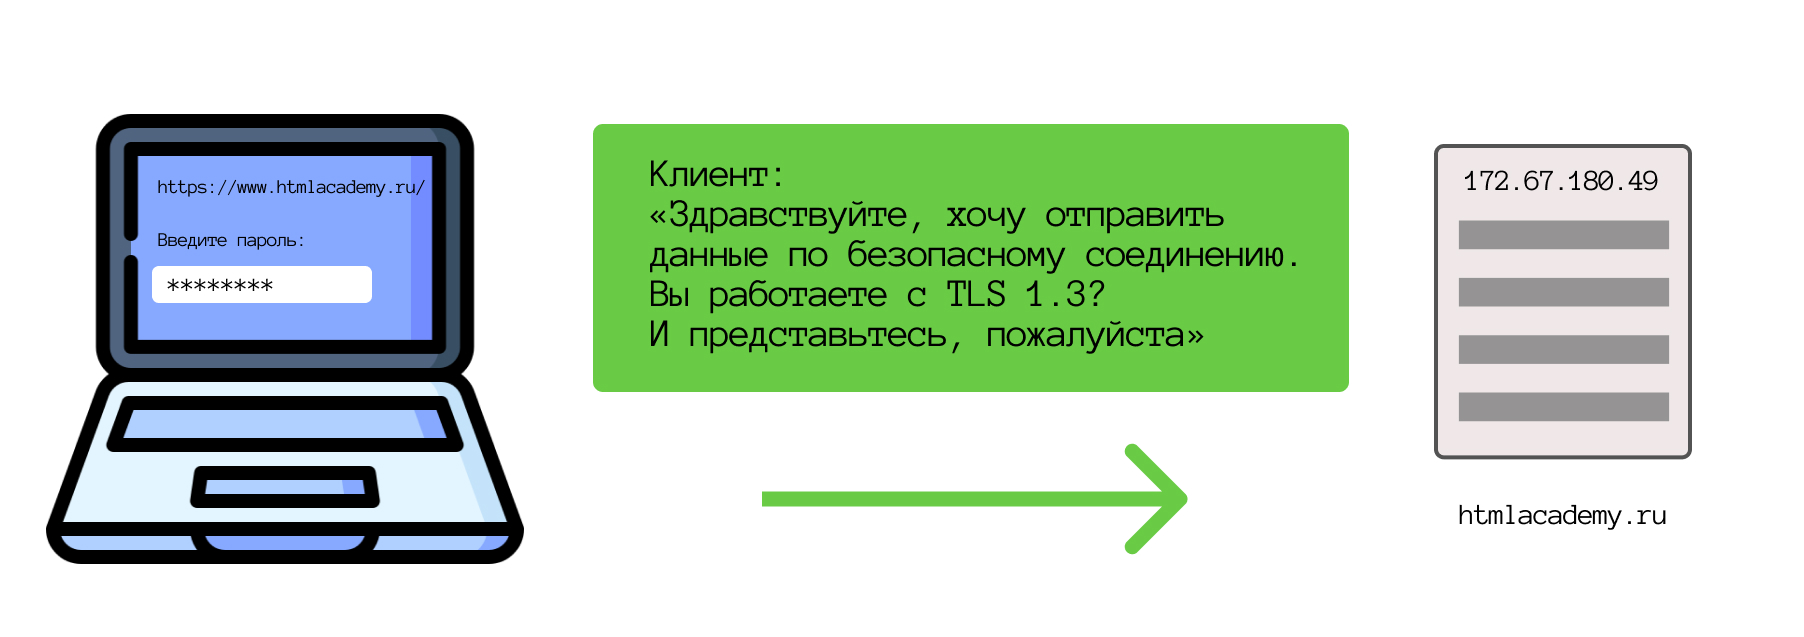 https://www.htmlacademy.ru/
Введите пароль:
********
Клиент:
«Здравствуйте, хочу отправить
данные по безопасному соединению.
Вы работаете с TLS 1.3?
И представьтесь, пожалуйста»
172.67.180.49
htmlacademy.ru